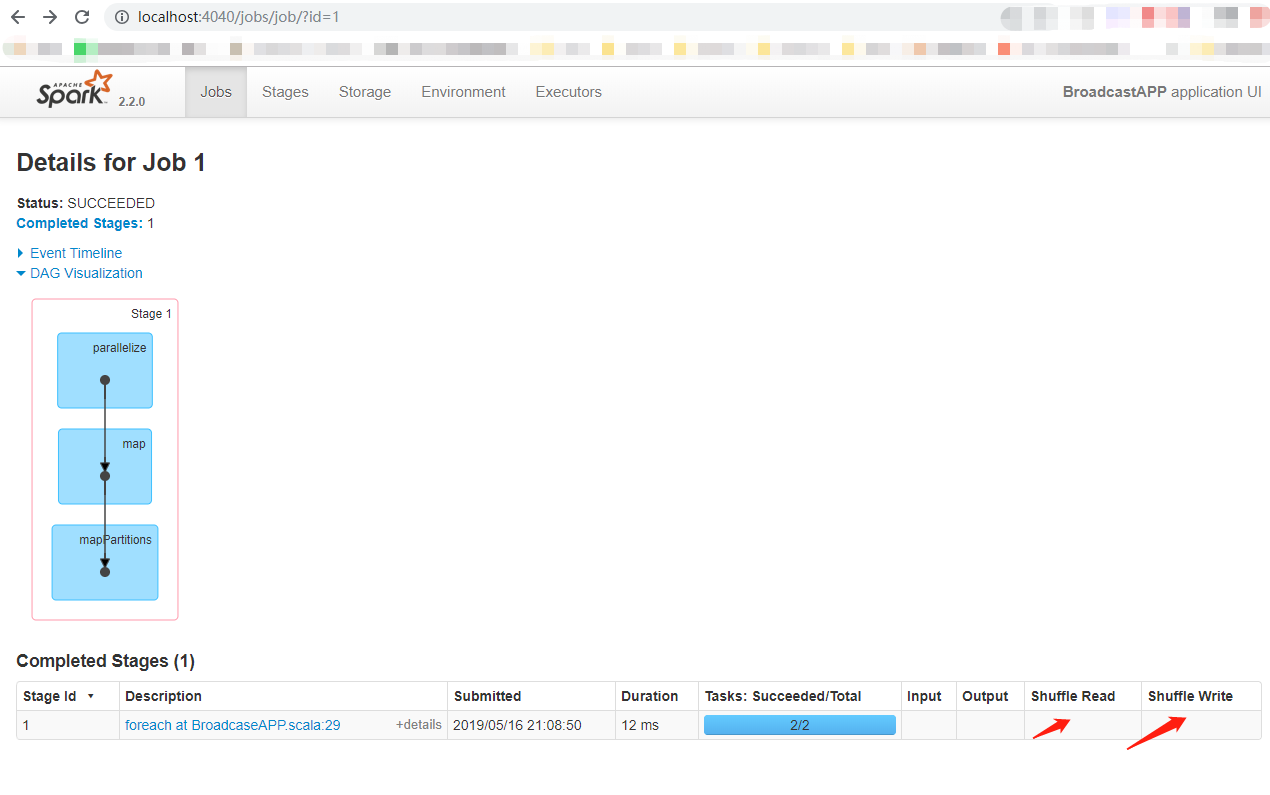 localhost:4040/jobs/job/?id=1
APACHE Spark 2.2.0 Jobs Stages Storage Environment Executors BroadcastAPP application UI
Details for Job 1
Status: SUCCEEDED
Completed Stages: 1
Event Timeline
DAG Visualization
Stage 1
parallelize
map
mapPartitions
Completed Stages (1)
Stage Id Description Submitted Duration Tasks: Succeeded/Total Input Output Shuffle Read Shuffle Write
1 foreach at BroadcaseAPP.scala:29 +details 2019/05/16 21:08:50 12 ms 2/2